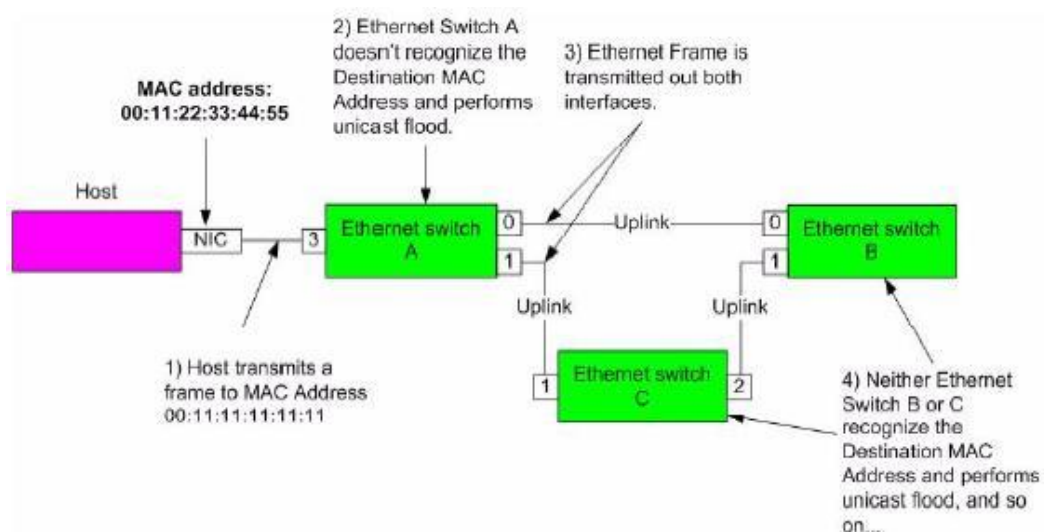 2) Ethernet Switch A
doesn't recognize the
Destination MAC
Address and performs
unicast flood.
3) Ethernet Frame is
transmitted out both
interfaces.
MAC address:
00:11:22:33:44:55
Host
NIC
3
Ethernet switch
A
0
1
Uplink
0
1
Ethernet switch
B
Uplink
Uplink
1
Ethernet switch
C
2
1) Host transmits a
frame to MAC Address
00:11:11:11:11:11
4) Neither Ethernet
Switch B or C
recognize the
Destination MAC
Address and performs
unicast flood, and so
on...